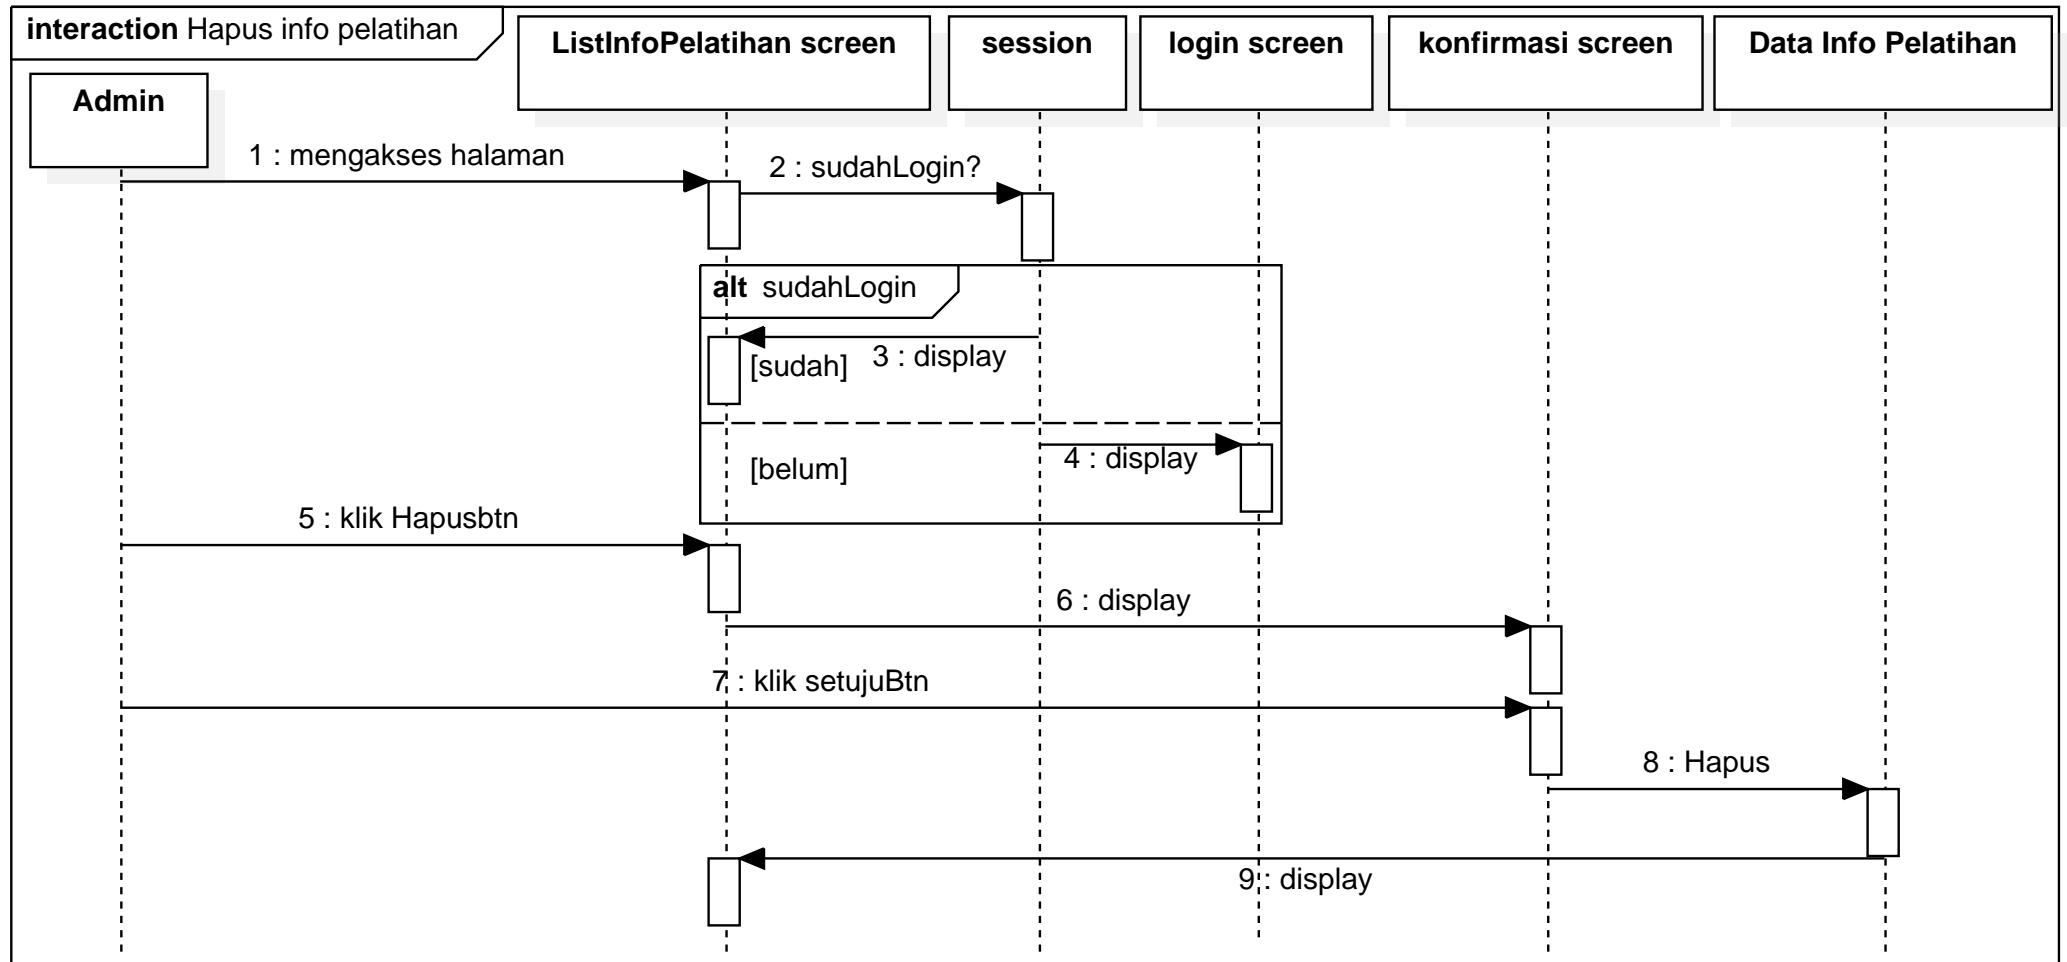 interaction Hapus info pelatihan
ListInfoPelatihan screen
session
login screen
konfirmasi screen
Data Info Pelatihan
Admin
1 : mengakses halaman
2 : sudahLogin?
alt sudahLogin
3 : display
[sudah]
4 : display
[belum]
5 : klik Hapusbtn
6 : display
7 : klik setujuBtn
8 : Hapus
9 : display